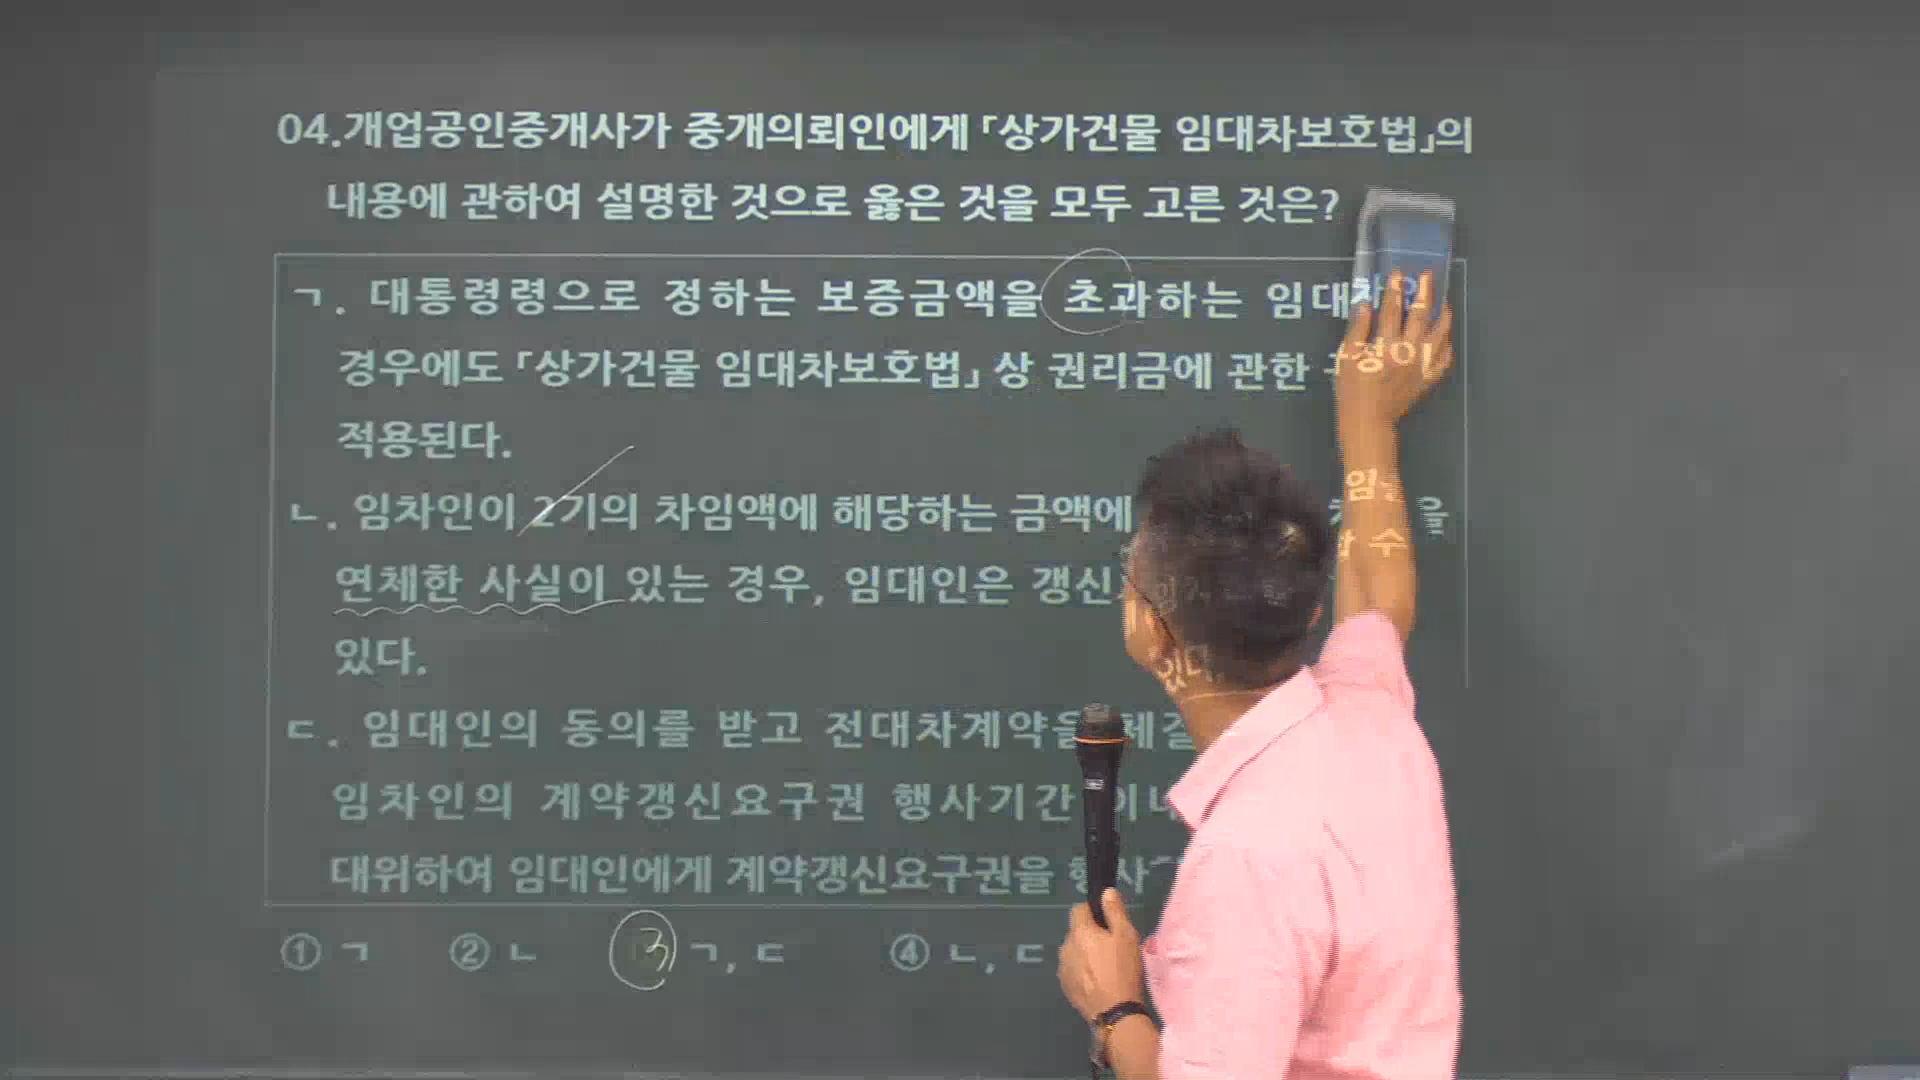 04.개업공인중개사가 중개의뢰인에게 「상가건물 임대차보호법」의
내용에 관하여 설명한 것으로 옳은 것을 모두 고른 것은?
ㄱ. 대통령령으로 정하는 보증금액을 초과하는 임대차인
경우에도 「상가건물 임대차보호법」 상 권리금에 관한
적용된다.
ㄴ. 임차인이 2기의 차임액에 해당하는 금액에
연체한 사실이 있는 경우, 임대인은 수
있다.
ㄷ. 임대인의 동의를 받고
임차인의 계약갱신요구권 행사기간
대위하여 임대인에게 계약갱신요구권을
① ㄱ ② ㄴ 3 ㄱ, ㄷ ④ ㄴ, ㄷ